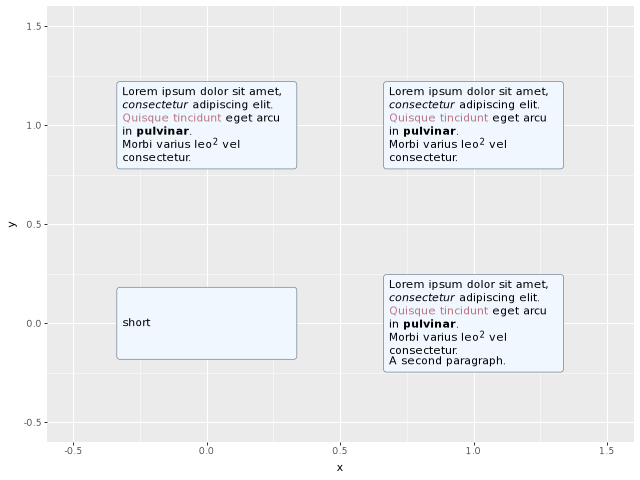 1.5
Lorem ipsum dolor sit amet,
consectetur adipiscing elit.
Quisque tincidunt eget arcu
in pulvinar.
Morbi varius leo² vel
consectetur.
Lorem ipsum dolor sit amet,
consectetur adipiscing elit.
Quisque tincidunt eget arcu
in pulvinar.
Morbi varius leo² vel
consectetur.
1.0
y
0.5
short
Lorem ipsum dolor sit amet,
consectetur adipiscing elit.
Quisque tincidunt eget arcu
in pulvinar.
Morbi varius leo² vel
consectetur.
A second paragraph.
0.0
-0.5
-0.5 0.0 0.5 1.0 1.5
x